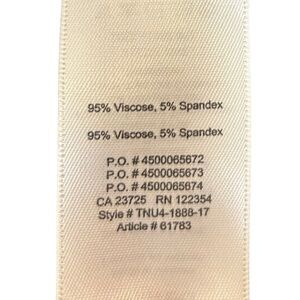 95% Viscose, 5% Spandex
95% Viscose, 5% Spandex
P.O. # 4500065672
P.O. # 4500065673
P.O. # 4500065674
CA 23725 RN 122354
Style # TNU4-1888-17
Article # 61783